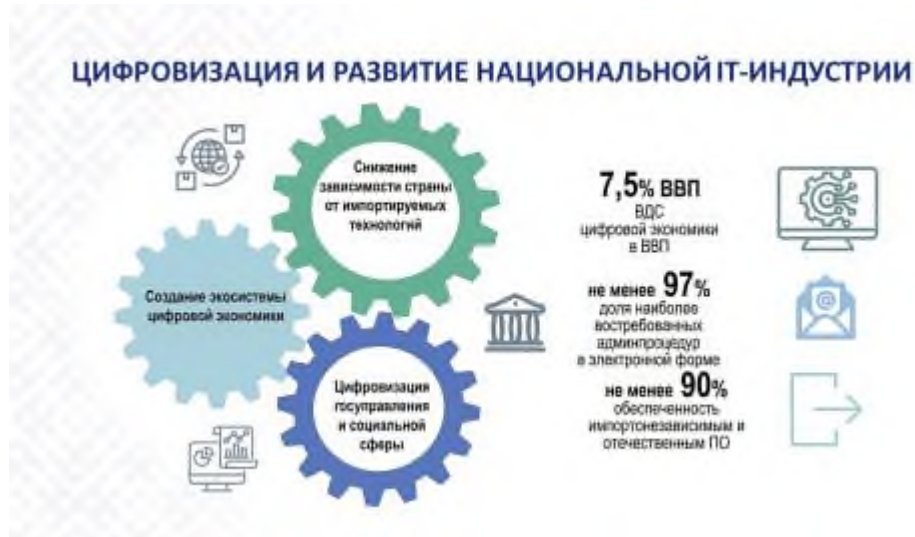 ЦИФРОВИЗАЦИЯ И РАЗВИТИЕ НАЦИОНАЛЬНОЙ IT-ИНДУСТРИИ
Снижение
зависимости страны
от импортируемых
технологий
Создание экосистемы
цифровой экономики
Цифровизация
госуправления
и социальной
сферы
7,5% ВВП
ВДС
цифровой экономики
в ВВП
не менее 97%
доля наиболее
востребованных
админпроцедур
в электронной форме
не менее 90%
обеспеченность
импортонезависимым и
отечественным ПО
@